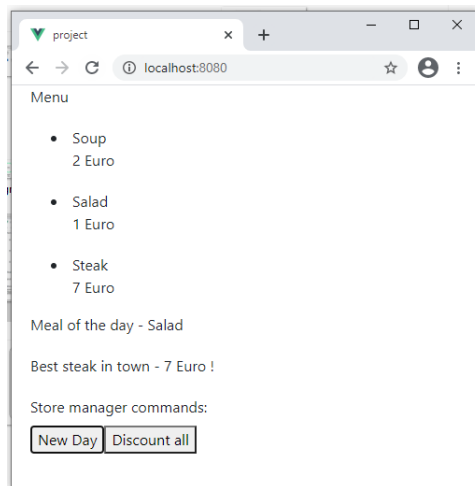 project
localhost:8080
Menu
Soup
2 Euro
Salad
1 Euro
Steak
7 Euro
Meal of the day - Salad
Best steak in town - 7 Euro !
Store manager commands:
New Day Discount all